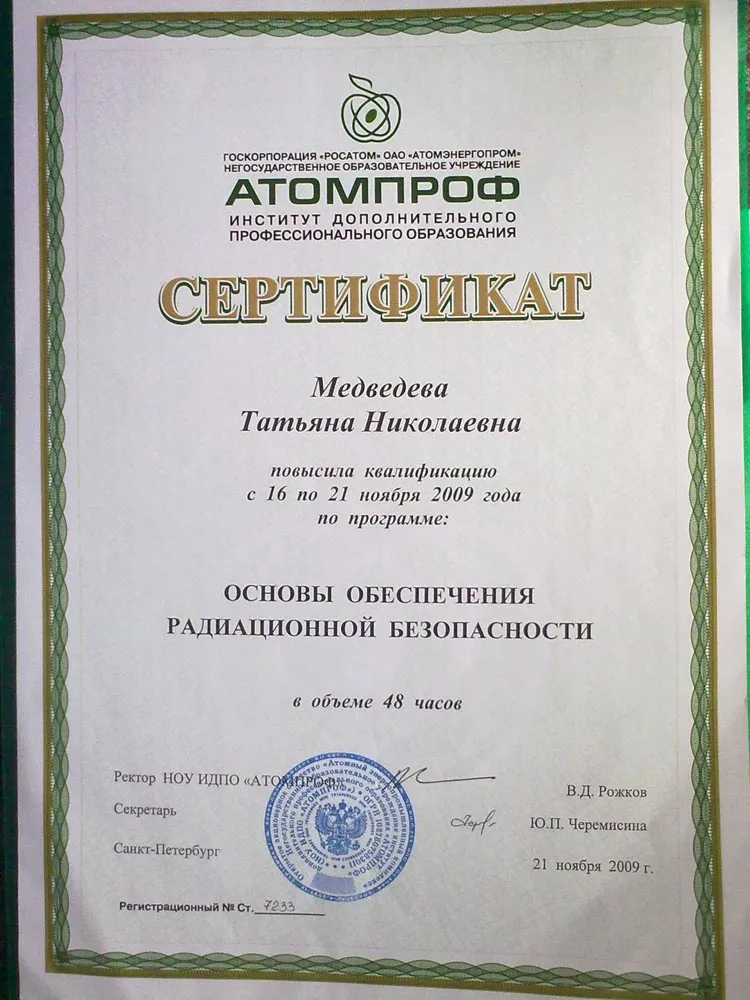 ГОСКОРПОРАЦИЯ «РОСАТОМ» ОАО «АТОМЭНЕРГОПРОМ»
НЕГОСУДАРСТВЕННОЕ ОБРАЗОВАТЕЛЬНОЕ УЧРЕЖДЕНИЕ
АТОМПРОФ
ИНСТИТУТ ДОПОЛНИТЕЛЬНОГО
ПРОФЕССИОНАЛЬНОГО ОБРАЗОВАНИЯ
СЕРТИФИКАТ
Медведева
Татьяна Николаевна
повысила квалификацию
с 16 по 21 ноября 2009 года
по программе:
ОСНОВЫ ОБЕСПЕЧЕНИЯ
РАДИАЦИОННОЙ БЕЗОПАСНОСТИ
в объеме 48 часов
Ректор НОУ ИДПО «АТОМПРОФ»
В.Д. Рожков
Секретарь
Ю.П. Черемисина
Санкт-Петербург
21 ноября 2009 г.
Регистрационный № Ст. 7233